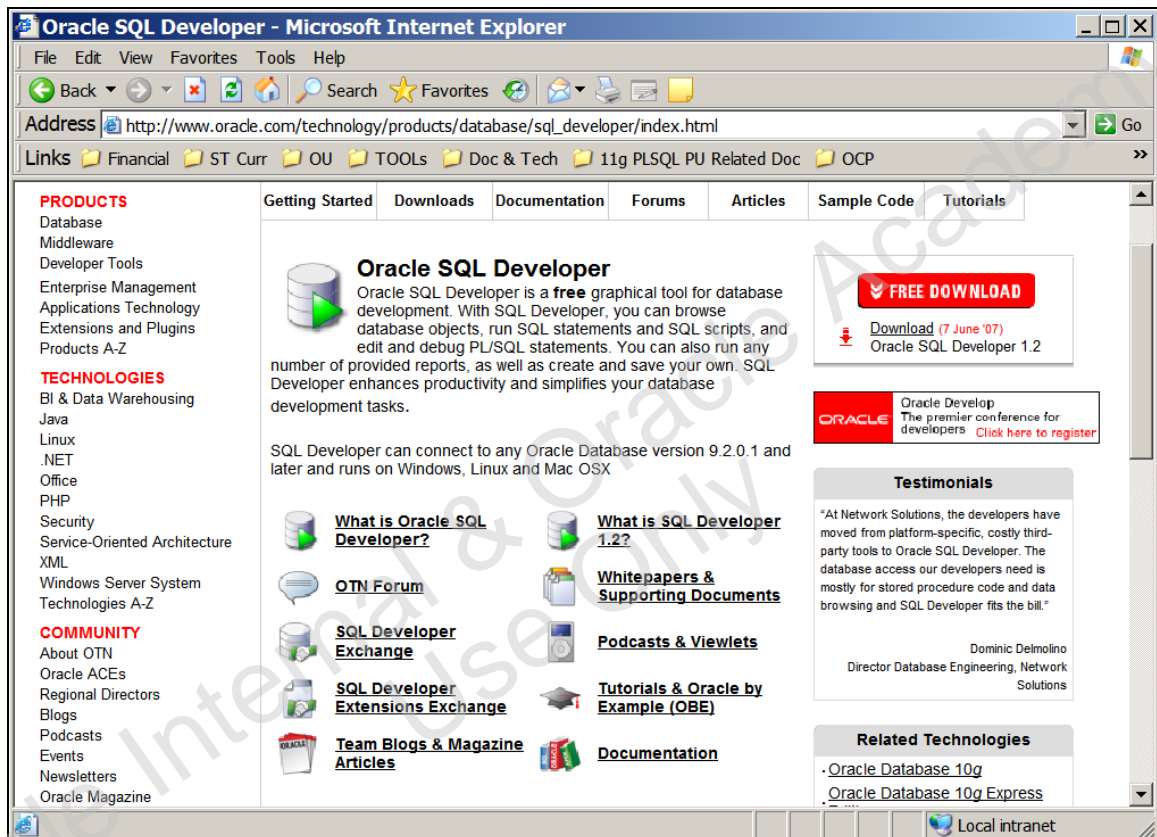 Oracle SQL Developer - Microsoft Internet Explorer
File Edit View Favorites Tools Help
Back Search Favorites
Address http://www.oracle.com/technology/products/database/sql_developer/index.html Go
Links Financial ST Curr OU TOOLs Doc & Tech 11g PLSQL PU Related Doc OCP »
PRODUCTS
Database
Middleware
Developer Tools
Enterprise Management
Applications Technology
Extensions and Plugins
Products A-Z
TECHNOLOGIES
BI & Data Warehousing
Java
Linux
.NET
Office
PHP
Security
Service-Oriented Architecture
XML
Windows Server System
Technologies A-Z
COMMUNITY
About OTN
Oracle ACEs
Regional Directors
Blogs
Podcasts
Events
Newsletters
Oracle Magazine
Getting Started Downloads Documentation Forums Articles Sample Code Tutorials
Oracle SQL Developer
Oracle SQL Developer is a free graphical tool for database
development. With SQL Developer, you can browse
database objects, run SQL statements and SQL scripts, and
edit and debug PL/SQL statements. You can also run any
number of provided reports, as well as create and save your own. SQL
Developer enhances productivity and simplifies your database
development tasks.
SQL Developer can connect to any Oracle Database version 9.2.0.1 and
later and runs on Windows, Linux and Mac OSX
What is Oracle SQL
Developer?
What is SQL Developer
1.2?
OTN Forum
Whitepapers &
Supporting Documents
SQL Developer
Exchange
Podcasts & Viewlets
SQL Developer
Extensions Exchange
Tutorials & Oracle by
Example (OBE)
ORACLE
Team Blogs & Magazine
Articles
Documentation
FREE DOWNLOAD
Download (7 June '07)
Oracle SQL Developer 1.2
ORACLE
Oracle Develop
The premier conference for
developers Click here to register
Testimonials
"At Network Solutions, the developers have
moved from platform-specific, costly third-
party tools to Oracle SQL Developer. The
database access our developers need is
mostly for stored procedure code and data
browsing and SQL Developer fits the bill."
Dominic Delmolino
Director Database Engineering, Network
Solutions
Related Technologies
· Oracle Database 10g
· Oracle Database 10g Express
Local intranet
Internal & Oracle Academ
Use Only